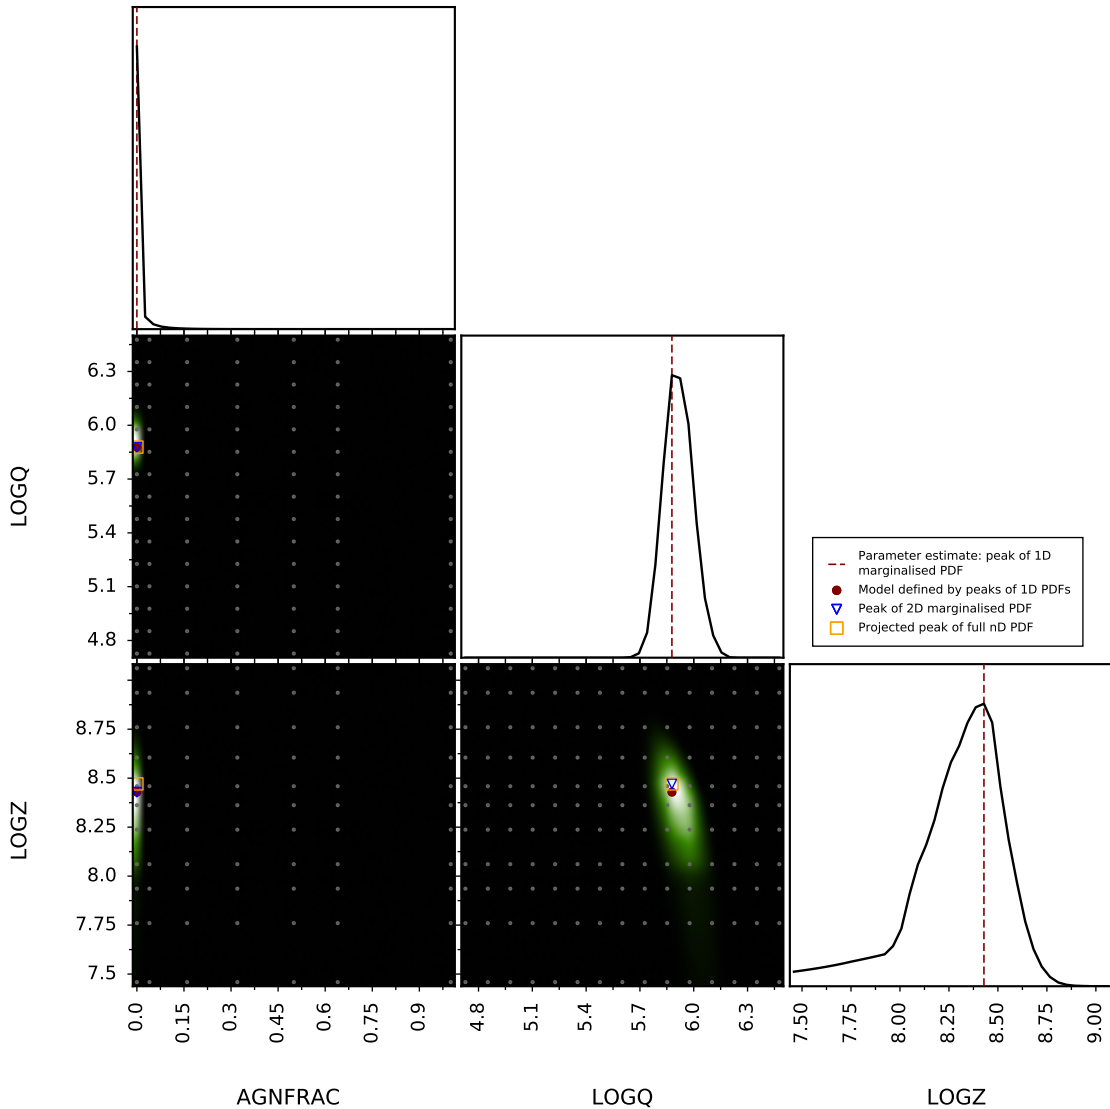 6.3
6.0
5.7
5.4
5.1
4.8
LOGQ
Parameter estimate: peak of 1D
marginalised PDF
Model defined by peaks of 1D PDFs
Peak of 2D marginalised PDF
Projected peak of full nD PDF
8.75
8.5
8.25
8.0
7.75
7.5
LOGZ
0.0 0.15 0.3 0.45 0.6 0.75 0.9
4.8 5.1 5.4 5.7 6.0 6.3
7.50 7.75 8.00 8.25 8.50 8.75 9.00
AGNFRAC LOGQ LOGZ